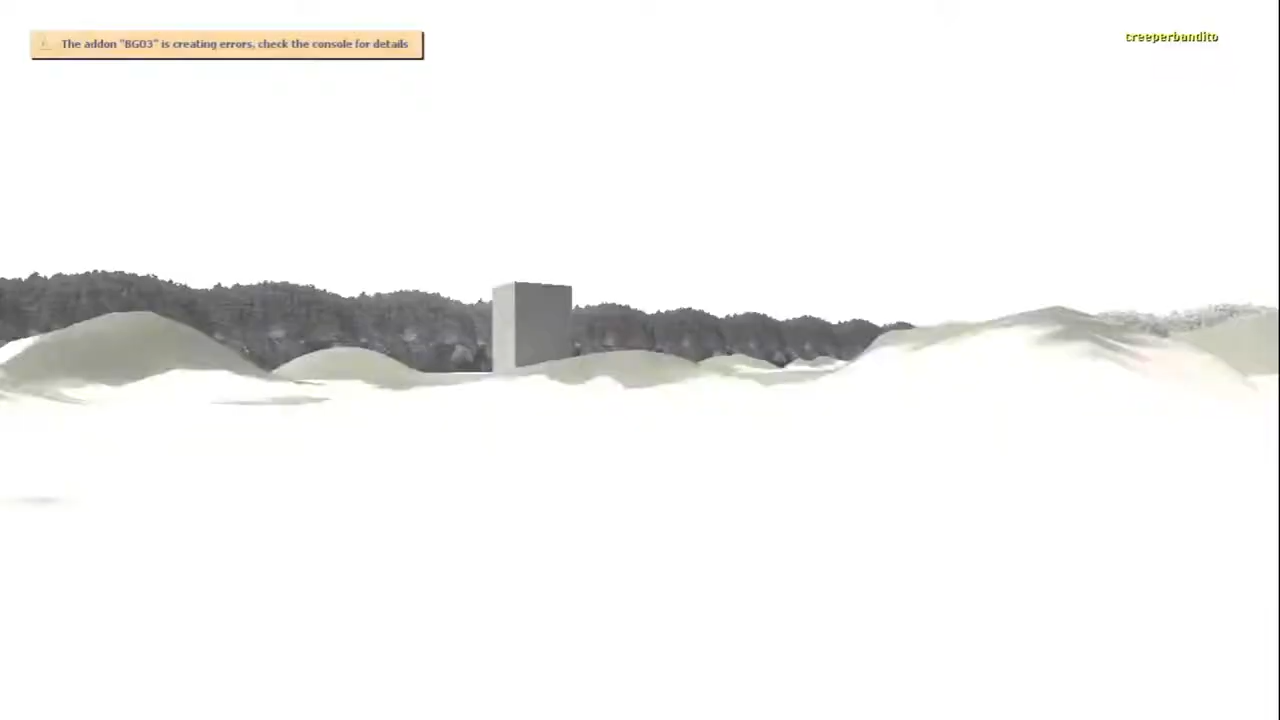 The addon "BG03" is creating errors, check the console for details
creeperbandito